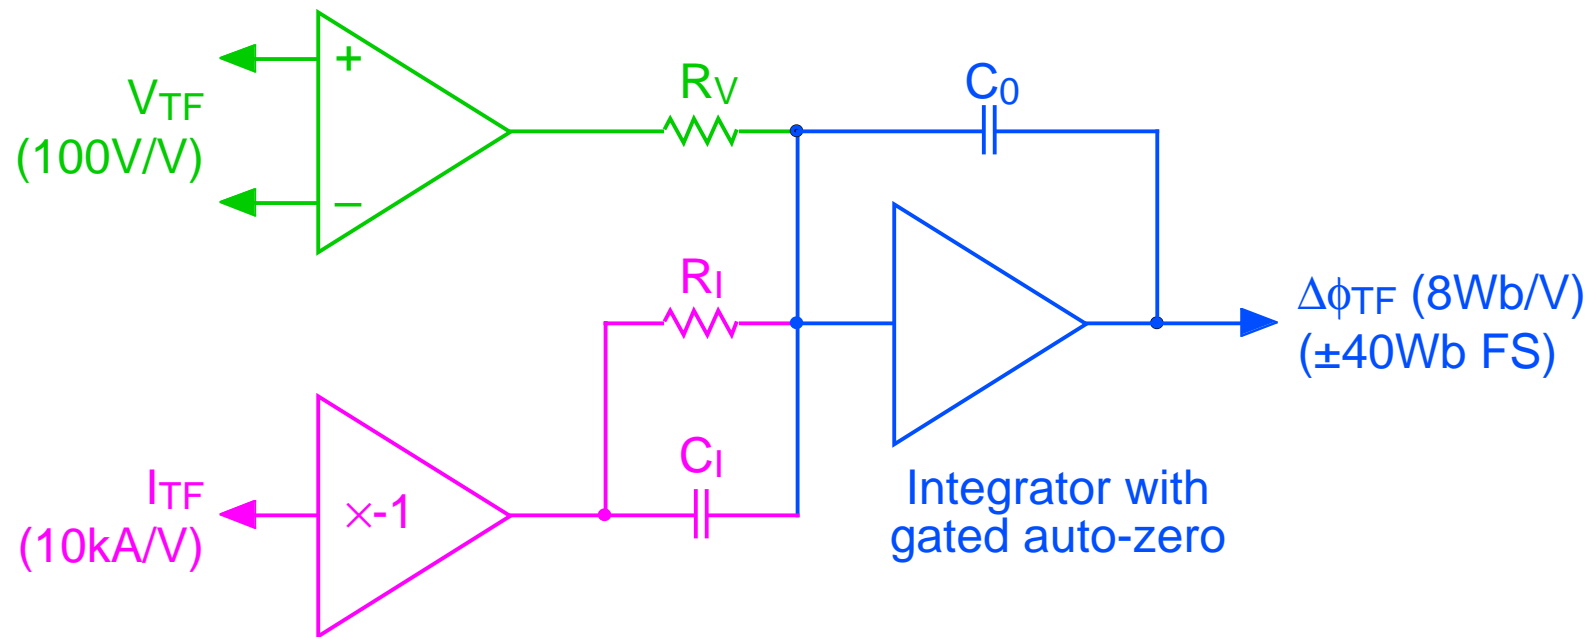 +
V_TF
(100V/V)
–
R_V
C_0
R_I
Δϕ_TF (8Wb/V)
(±40Wb FS)
C_I
I_TF
(10kA/V)
×-1
Integrator with
gated auto-zero